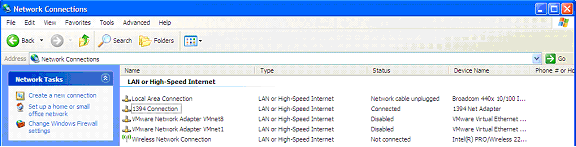 Network Connections
File Edit View Favorites Tools Advanced Help
Back Search Folders
Address Network Connections Go
Network Tasks
Create a new connection
Set up a home or small office network
Change Windows Firewall settings
Name Type Status Device Name Phone # or Ho
LAN or High-Speed Internet
Local Area Connection LAN or High-Speed Internet Network cable unplugged Broadcom 440x 10/100 I...
1394 Connection LAN or High-Speed Internet Connected 1394 Net Adapter
VMware Network Adapter VMnet8 LAN or High-Speed Internet Disabled VMware Virtual Ethernet ...
VMware Network Adapter VMnet1 LAN or High-Speed Internet Disabled VMware Virtual Ethernet ...
Wireless Network Connection LAN or High-Speed Internet Not connected Intel(R) PRO/Wireless 22...